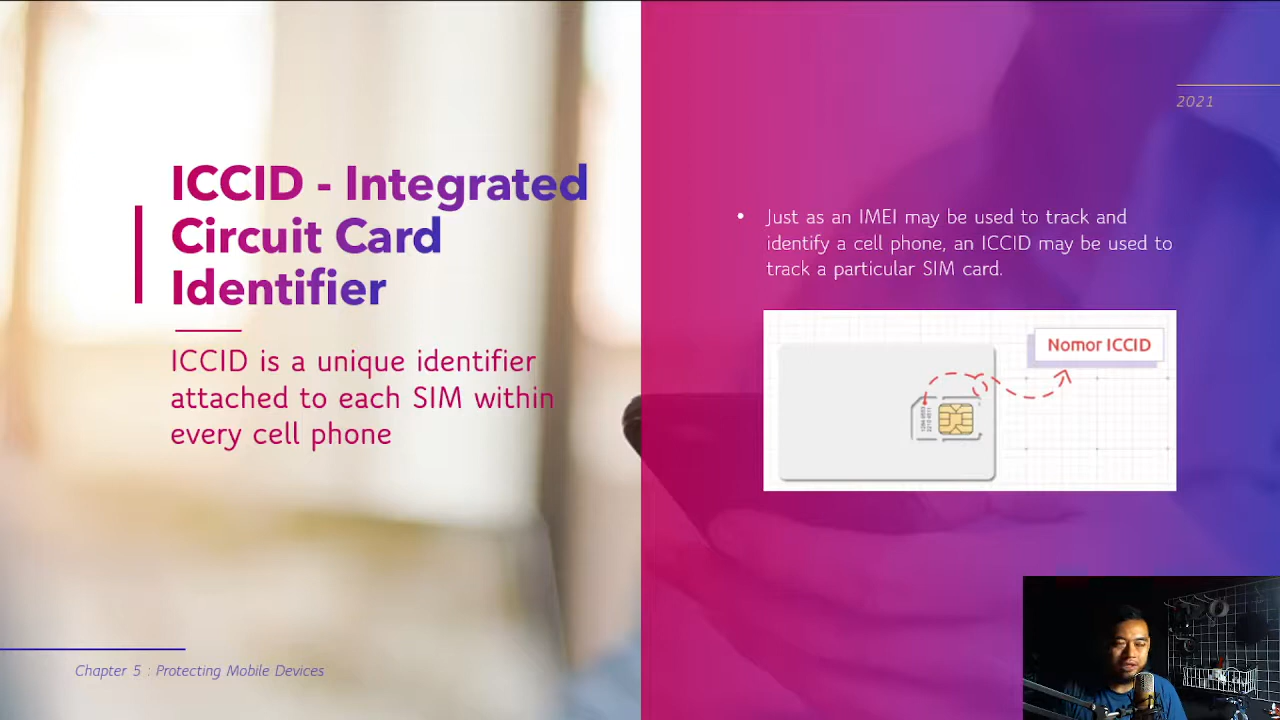 ICCID - Integrated
Circuit Card
Identifier
ICCID is a unique identifier
attached to each SIM within
every cell phone
Chapter 5 : Protecting Mobile Devices
2021
• Just as an IMEI may be used to track and
identify a cell phone, an ICCID may be used to
track a particular SIM card.
Nomor ICCID